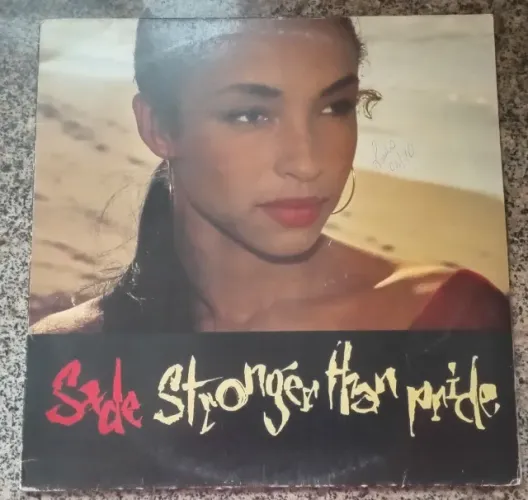 Sade Stronger than pride